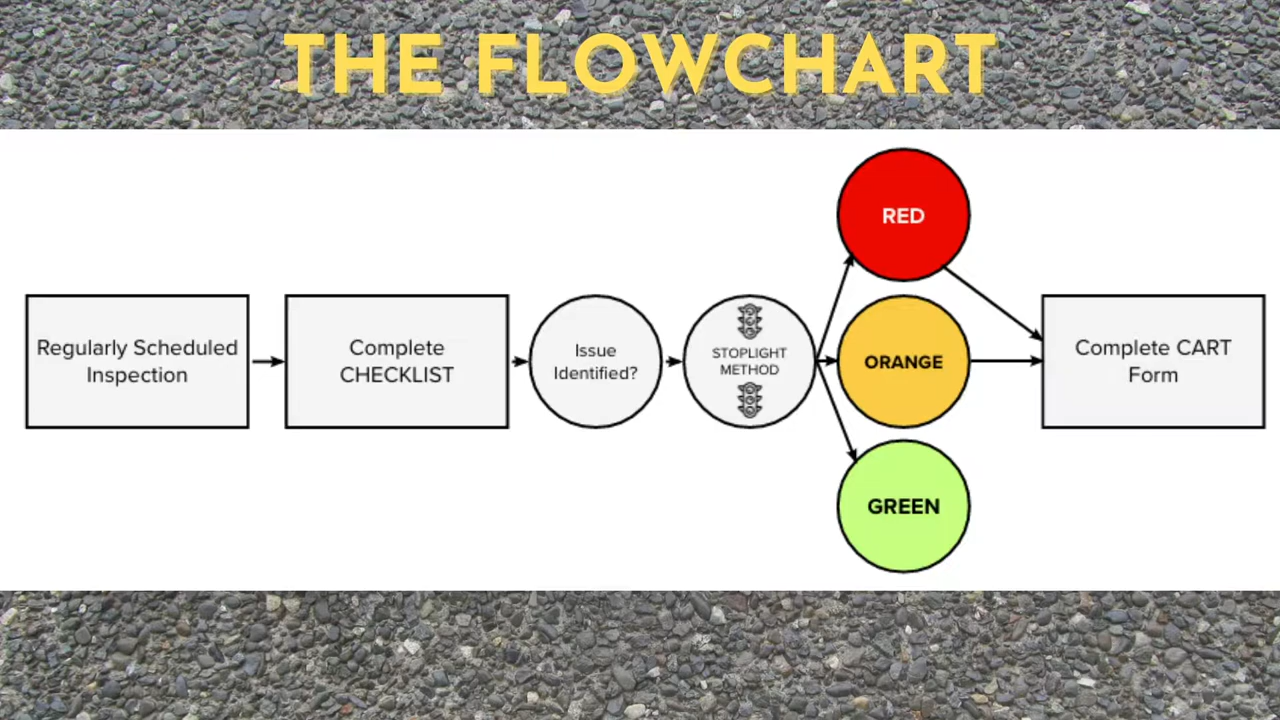 THE FLOWCHART
Regularly Scheduled
Inspection
Complete
CHECKLIST
Issue
Identified?
STOPLIGHT
METHOD
RED
ORANGE
GREEN
Complete CART
Form